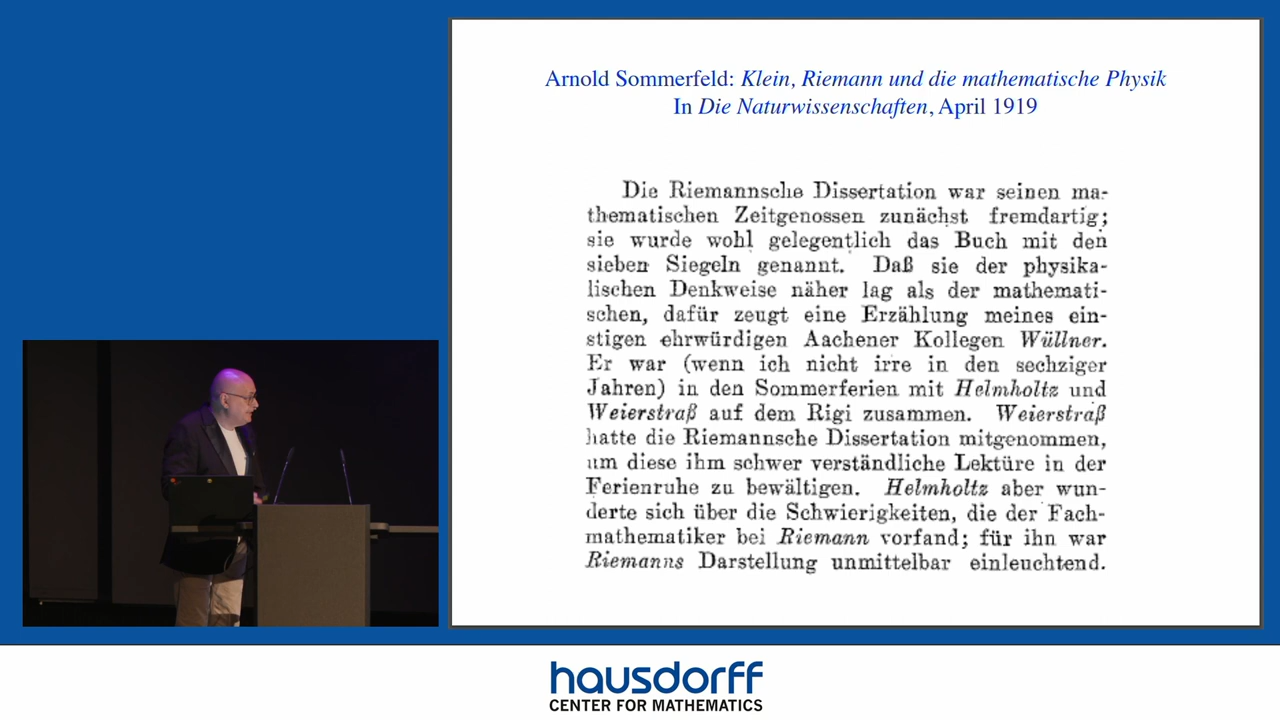 Arnold Sommerfeld: Klein, Riemann und die mathematische Physik
In Die Naturwissenschaften, April 1919
Die Riemannsche Dissertation war seinen ma-
thematischen Zeitgenossen zunächst fremdartig;
sie wurde wohl gelegentlich das Buch mit den
sieben Siegeln genannt. Daß sie der physika-
lischen Denkweise näher lag als der mathemati-
schen, dafür zeugt eine Erzählung meines ein-
stigen ehrwürdigen Aachener Kollegen Wüllner.
Er war (wenn ich nicht irre in den sechziger
Jahren) in den Sommerferien mit Helmholtz und
Weierstraß auf dem Rigi zusammen. Weierstraß
hatte die Riemannsche Dissertation mitgenommen,
um diese ihm schwer verständliche Lektüre in der
Ferienruhe zu bewältigen. Helmholtz aber wun-
derte sich über die Schwierigkeiten, die der Fach-
mathematiker bei Riemann vorfand; für ihn war
Riemanns Darstellung unmittelbar einleuchtend.
hausdorff
CENTER FOR MATHEMATICS